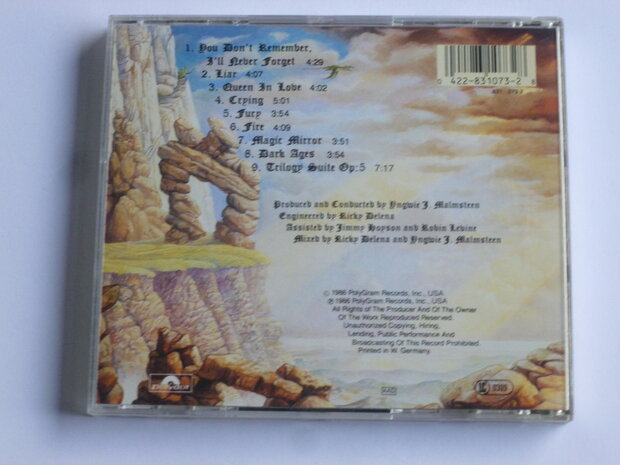 1. You Don't Remember,
I'll Never Forget 4:29
2. Liar 4:07
3. Queen In Love 4:02
4. Crying 5:01
5. Fury 3:54
6. Fire 4:09
7. Magic Mirror 3:51
8. Dark Ages 3:54
9. Trilogy Suite Op:5 7:17
0 422-831073-2 8
831 073-2
Produced and Conducted by Yngwie J. Malmsteen
Engineered by Ricky Delena
Assisted by Jimmy Hoyson and Robin Levine
Mixed by Ricky Delena and Yngwie J. Malmsteen
© 1986 PolyGram Records, Inc., USA
℗ 1986 PolyGram Records, Inc., USA
All Rights of The Producer And Of The Owner
Of The Work Reproduced Reserved.
Unauthorized Copying, Hiring,
Lending, Public Performance And
Broadcasting Of This Record Prohibited.
Printed in W. Germany.